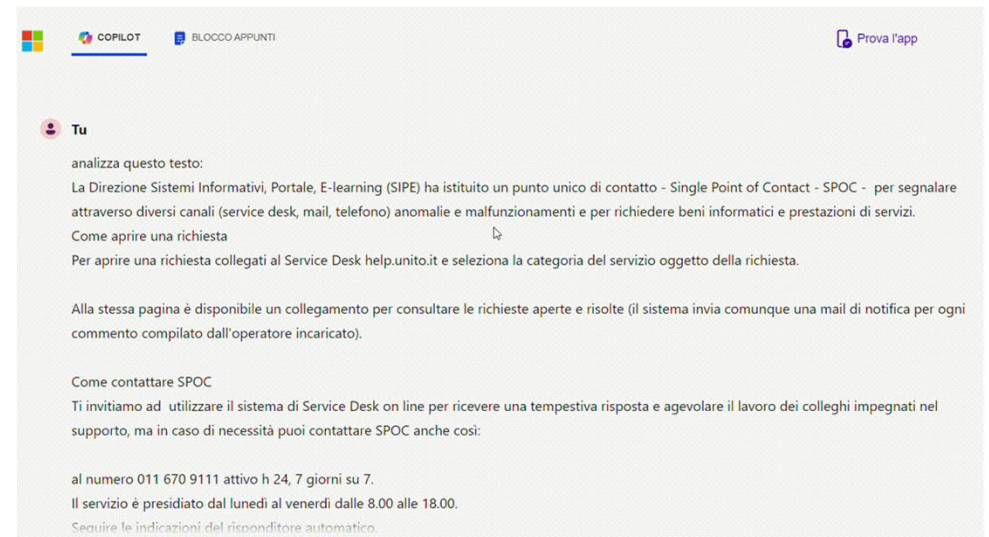 COPILOT
BLOCCO APPUNTI
Prova l'app
Tu
analizza questo testo:
La Direzione Sistemi Informativi, Portale, E-learning (SIPE) ha istituito un punto unico di contatto - Single Point of Contact - SPOC -  per segnalare
attraverso diversi canali (service desk, mail, telefono) anomalie e malfunzionamenti e per richiedere beni informatici e prestazioni di servizi.
Come aprire una richiesta
Per aprire una richiesta collegati al Service Desk help.unito.it e seleziona la categoria del servizio oggetto della richiesta.
Alla stessa pagina è disponibile un collegamento per consultare le richieste aperte e risolte (il sistema invia comunque una mail di notifica per ogni
commento compilato dall'operatore incaricato).
Come contattare SPOC
Ti invitiamo ad  utilizzare il sistema di Service Desk on line per ricevere una tempestiva risposta e agevolare il lavoro dei colleghi impegnati nel
supporto, ma in caso di necessità puoi contattare SPOC anche così:
al numero 011 670 9111 attivo h 24, 7 giorni su 7.
Il servizio è presidiato dal lunedì al venerdì dalle 8.00 alle 18.00.
Seguire le indicazioni del risponditore automatico.